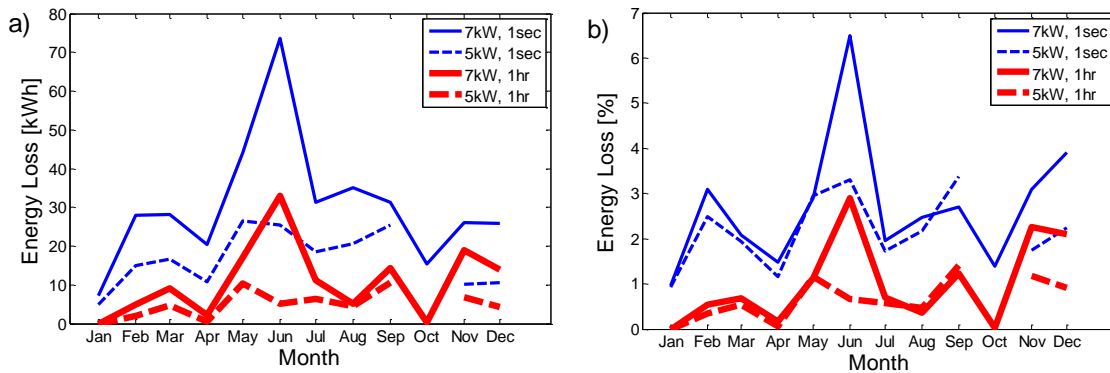 a)
Energy Loss [kWh]
80
70
60
50
40
30
20
10
0
Jan Feb Mar Apr May Jun Jul Aug Sep Oct Nov Dec
Month
7kW, 1sec
5kW, 1sec
7kW, 1hr
5kW, 1hr
b)
Energy Loss [%]
7
6
5
4
3
2
1
0
Jan Feb Mar Apr May Jun Jul Aug Sep Oct Nov Dec
Month
7kW, 1sec
5kW, 1sec
7kW, 1hr
5kW, 1hr